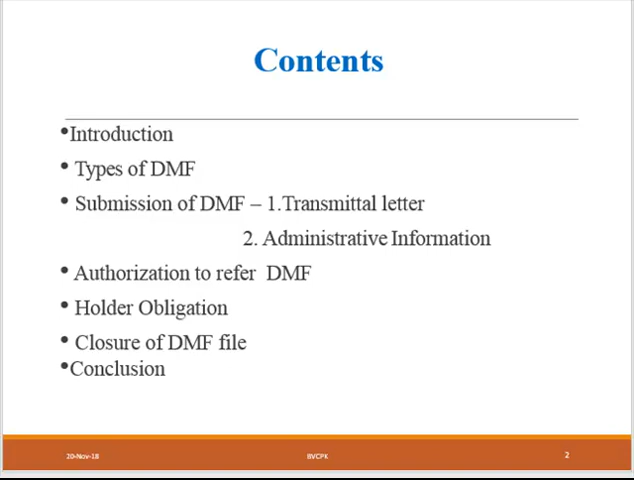 Contents
•Introduction
• Types of DMF
• Submission of DMF – 1.Transmittal letter
2. Administrative Information
• Authorization to refer DMF
• Holder Obligation
• Closure of DMF file
•Conclusion
20-Nov-18 BVCPK 2